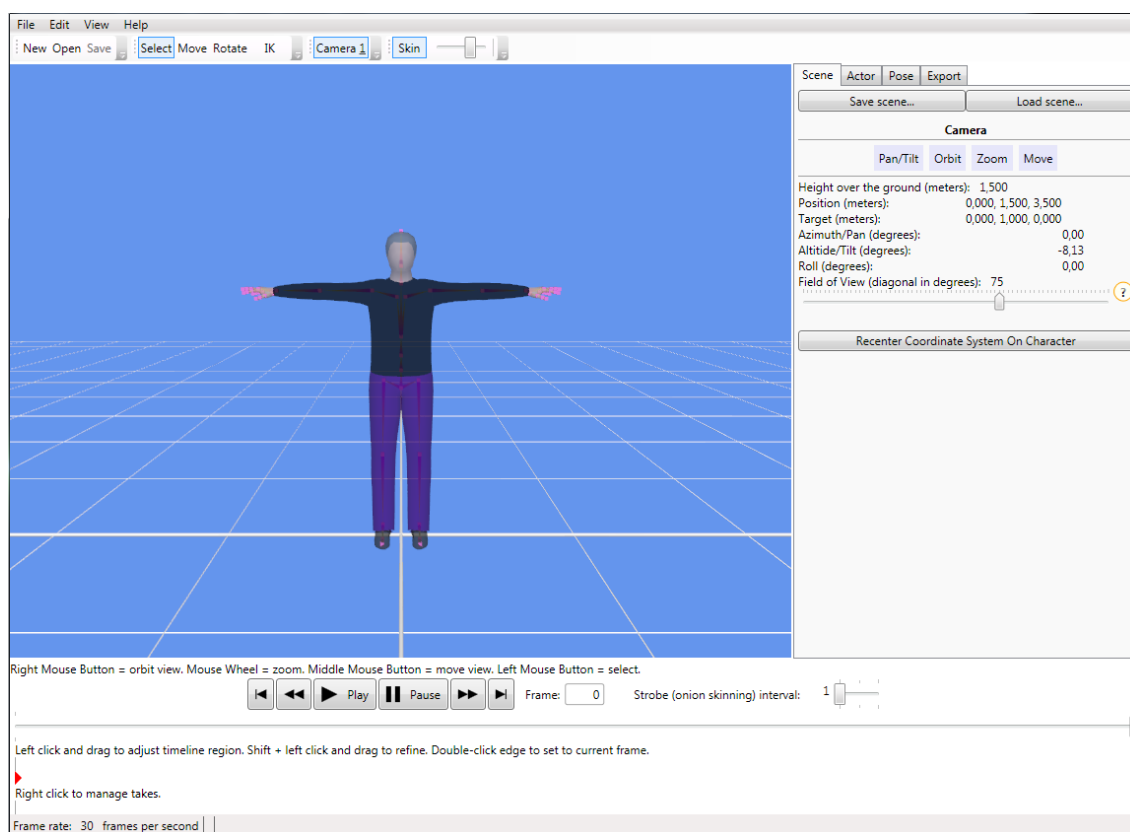 File Edit View Help
New Open Save Select Move Rotate IK Camera 1 Skin
Scene Actor Pose Export
Save scene... Load scene...
Camera
Pan/Tilt Orbit Zoom Move
Height over the ground (meters): 1,500
Position (meters): 0,000, 1,500, 3,500
Target (meters): 0,000, 1,000, 0,000
Azimuth/Pan (degrees): 0,00
Altitide/Tilt (degrees): -8,13
Roll (degrees): 0,00
Field of View (diagonal in degrees): 75
?
Recenter Coordinate System On Character
Right Mouse Button = orbit view. Mouse Wheel = zoom. Middle Mouse Button = move view. Left Mouse Button = select.
Play Pause Frame: 0 Strobe (onion skinning) interval: 1
Left click and drag to adjust timeline region. Shift + left click and drag to refine. Double-click edge to set to current frame.
Right click to manage takes.
Frame rate: 30 frames per second